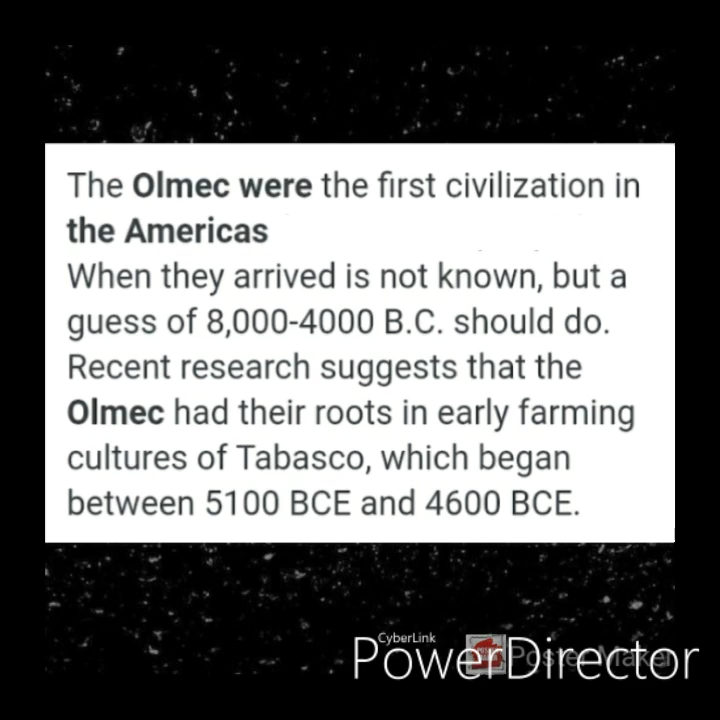 The Olmec were the first civilization in
the Americas
When they arrived is not known, but a
guess of 8,000-4000 B.C. should do.
Recent research suggests that the
Olmec had their roots in early farming
cultures of Tabasco, which began
between 5100 BCE and 4600 BCE.
CyberLink
PowerDirector
Poster Maker